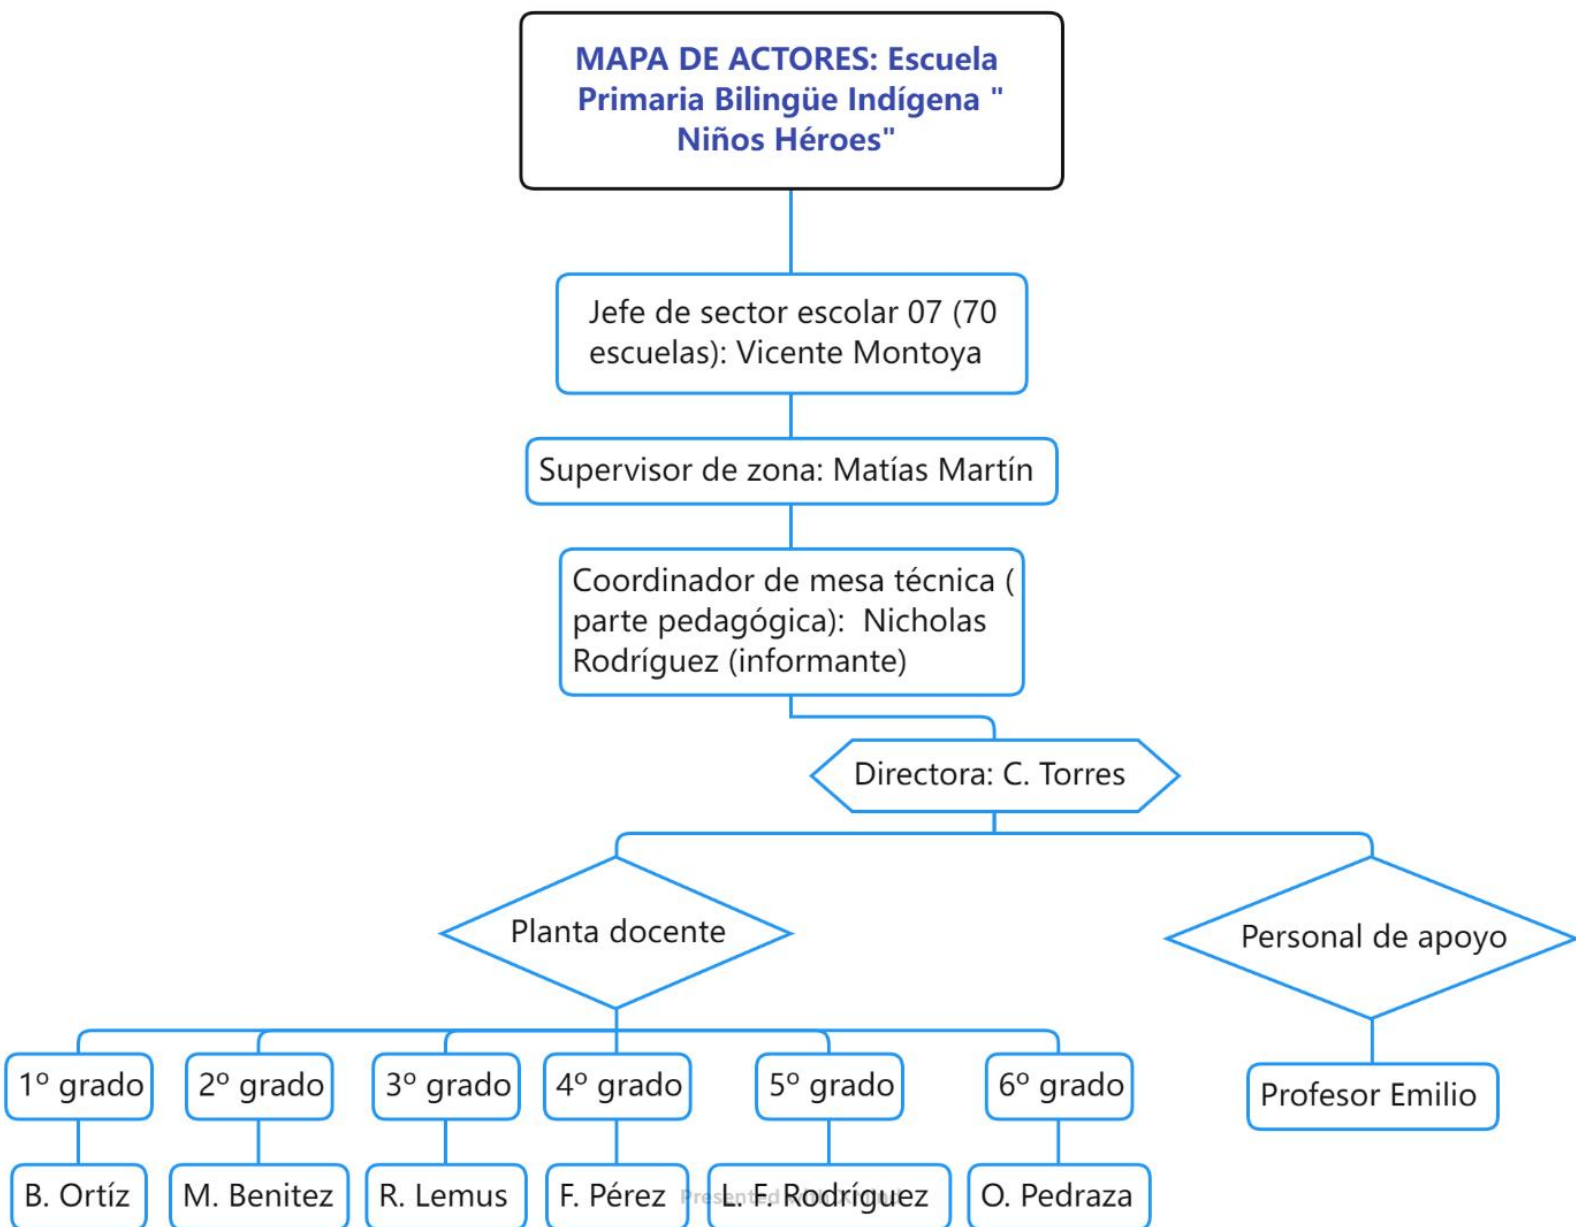 MAPA DE ACTORES: Escuela
Primaria Bilingüe Indígena "
Niños Héroes"
Jefe de sector escolar 07 (70
escuelas): Vicente Montoya
Supervisor de zona: Matías Martín
Coordinador de mesa técnica (
parte pedagógica): Nicholas
Rodríguez (informante)
Directora: C. Torres
Planta docente
Personal de apoyo
1º grado
2º grado
3º grado
4º grado
5º grado
6º grado
Profesor Emilio
B. Ortíz
M. Benitez
R. Lemus
F. Pérez
L. F. Rodríguez
O. Pedraza
Presented with XMind